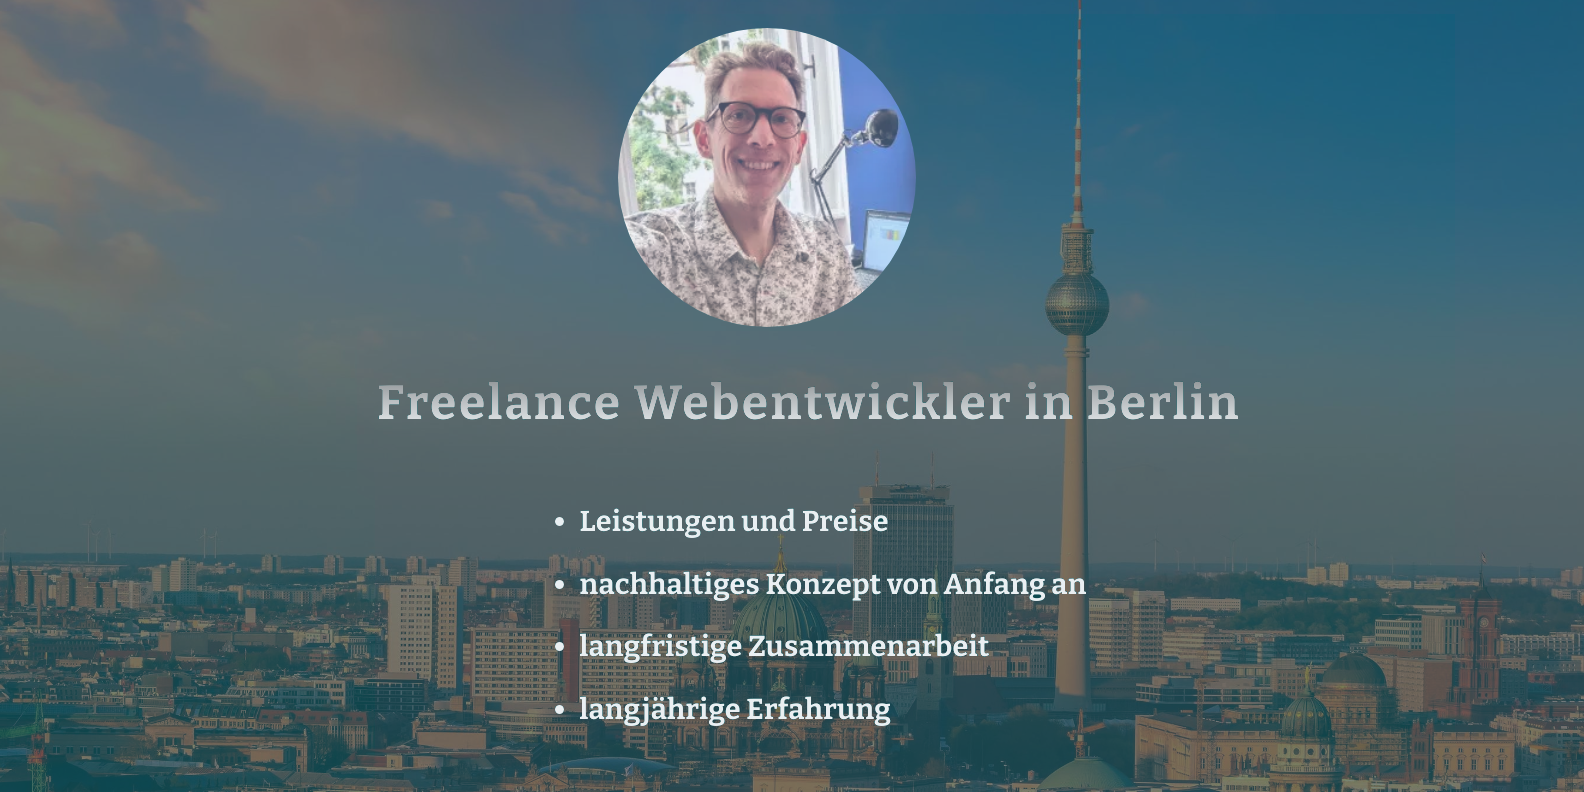 Freelance Webentwickler in Berlin
• Leistungen und Preise
• nachhaltiges Konzept von Anfang an
• langfristige Zusammenarbeit
• langjährige Erfahrung